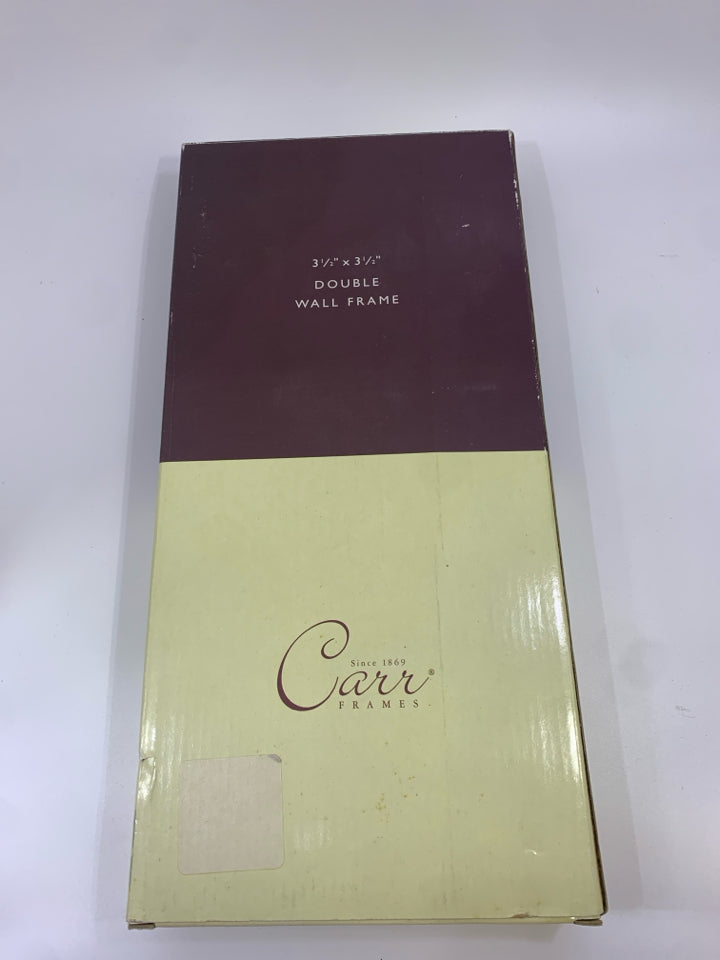 3½" x 3½"
DOUBLE
WALL FRAME
Since 1869
Carr®
FRAMES